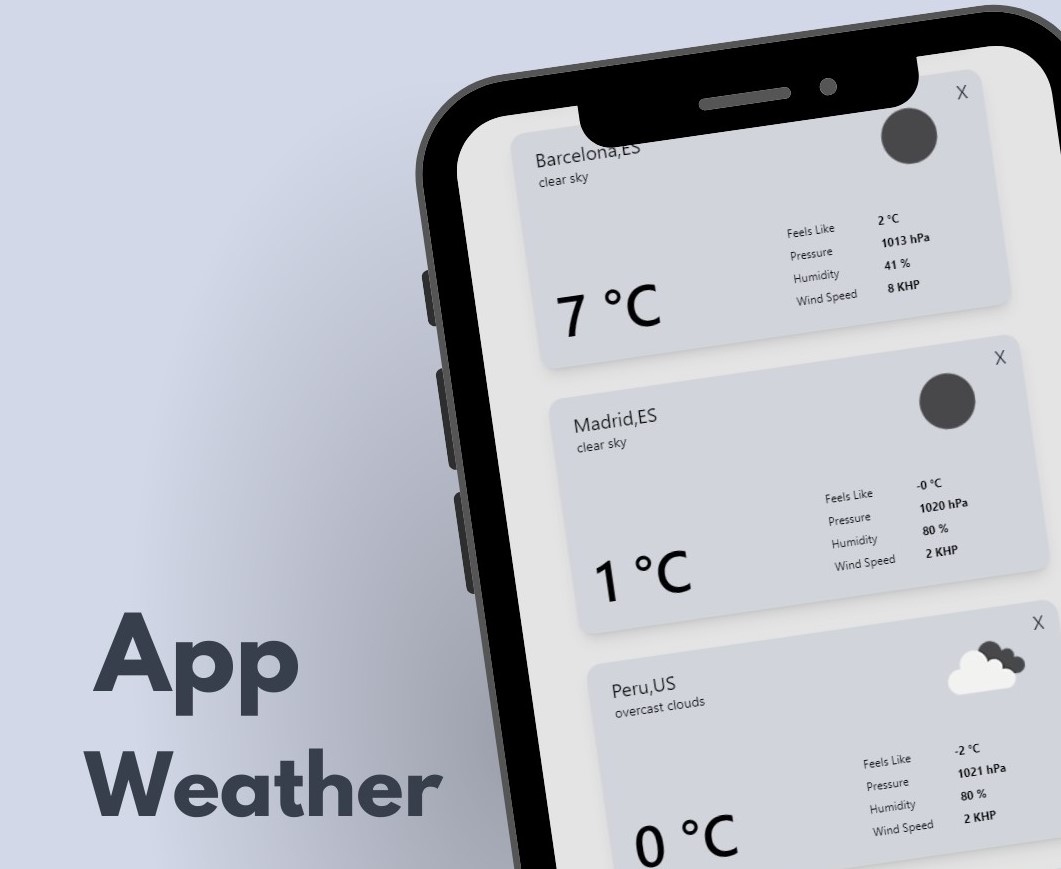 X
Barcelona,ES
clear sky
Feels Like 2 °C
Pressure 1013 hPa
Humidity 41 %
Wind Speed 8 KHP
7 °C
X
Madrid,ES
clear sky
Feels Like -0 °C
Pressure 1020 hPa
Humidity 80 %
Wind Speed 2 KHP
1 °C
X
Peru,US
overcast clouds
Feels Like -2 °C
Pressure 1021 hPa
Humidity 80 %
Wind Speed 2 KHP
0 °C
App
Weather